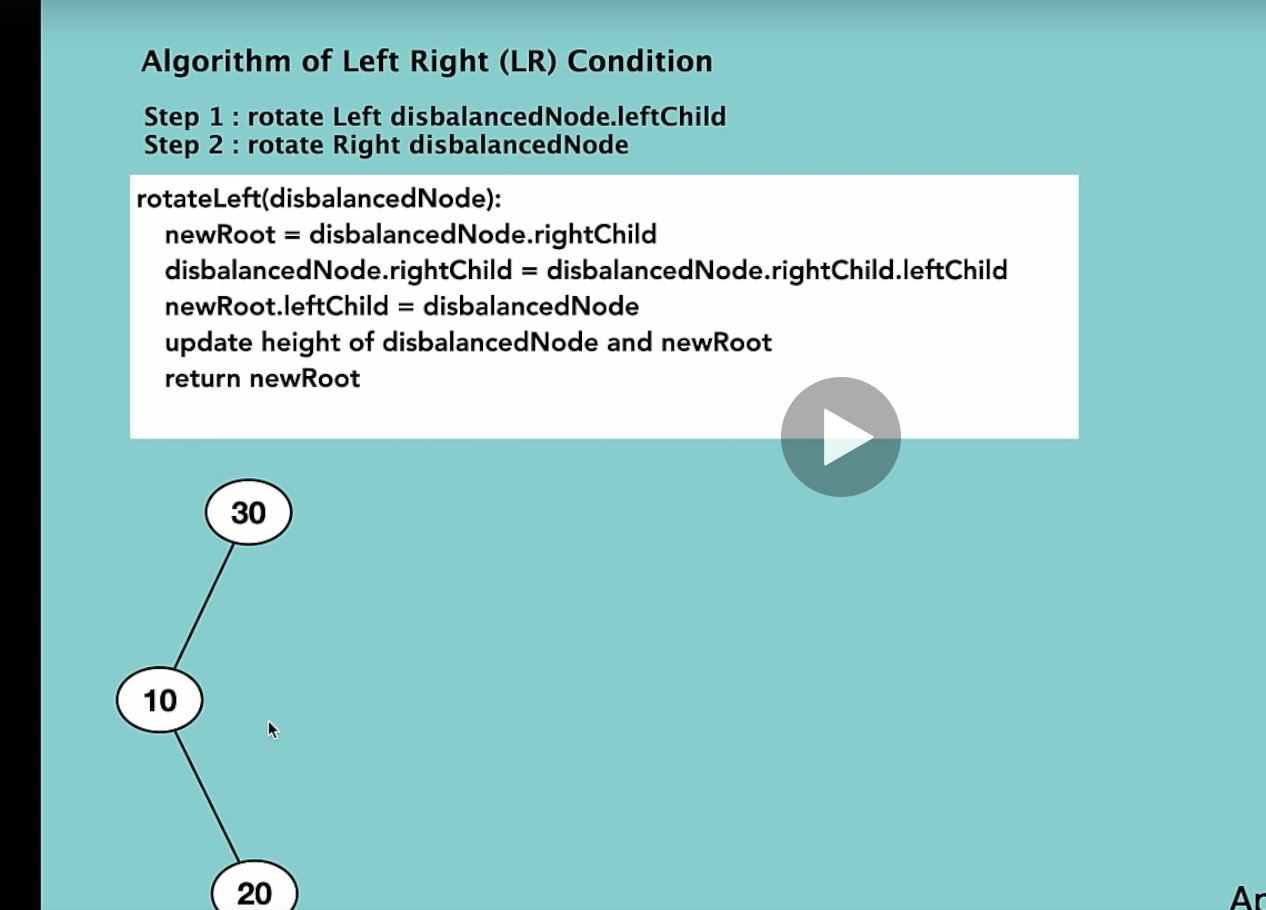 Algorithm of Left Right (LR) Condition
Step 1 : rotate Left disbalancedNode.leftChild
Step 2 : rotate Right disbalancedNode
rotateLeft(disbalancedNode):
newRoot = disbalancedNode.rightChild
disbalancedNode.rightChild = disbalancedNode.rightChild.leftChild
newRoot.leftChild = disbalancedNode
update height of disbalancedNode and newRoot
return newRoot
30
10
20